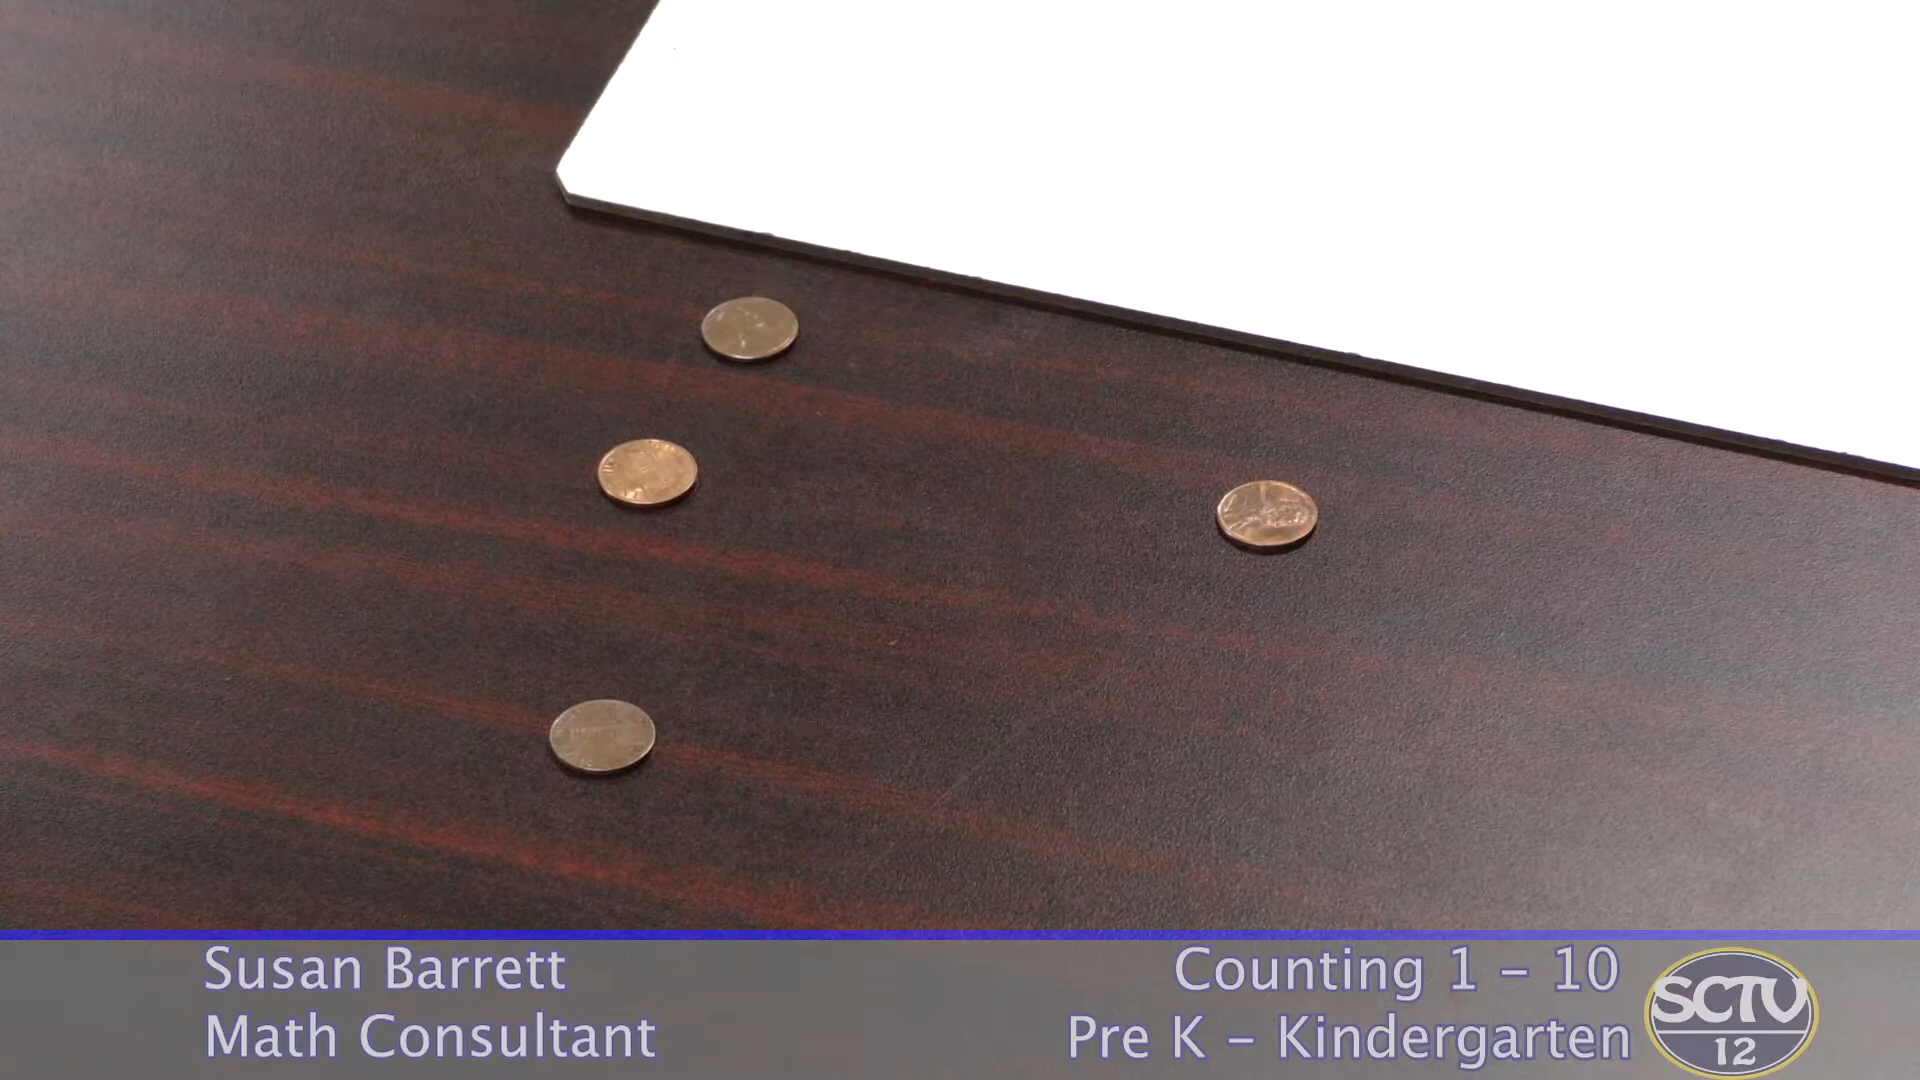 Susan Barrett
Math Consultant
Counting 1 – 10
Pre K – Kindergarten
SCTV
12